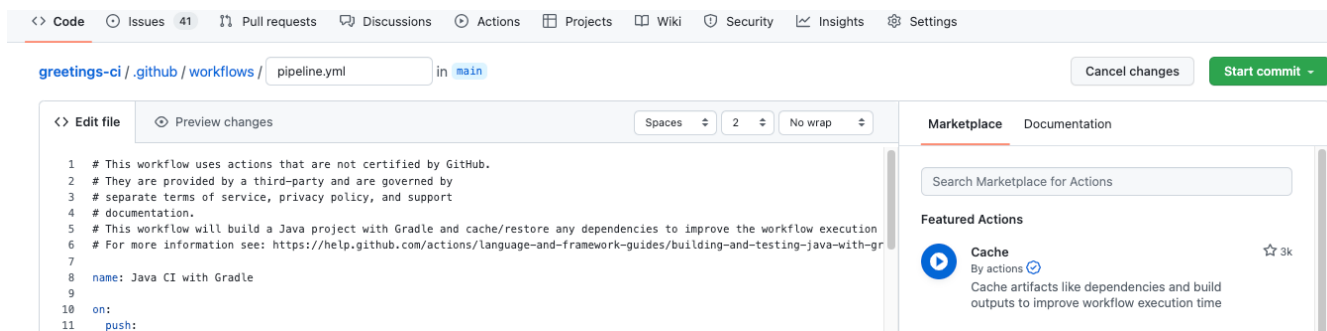 <> Code Issues 41 Pull requests Discussions Actions Projects Wiki Security Insights Settings
greetings-ci / .github / workflows / pipeline.yml in main Cancel changes Start commit
<> Edit file Preview changes Spaces 2 No wrap
Marketplace Documentation
1 # This workflow uses actions that are not certified by GitHub.
2 # They are provided by a third-party and are governed by
3 # separate terms of service, privacy policy, and support
4 # documentation.
5 # This workflow will build a Java project with Gradle and cache/restore any dependencies to improve the workflow execution
6 # For more information see: https://help.github.com/actions/language-and-framework-guides/building-and-testing-java-with-gr
7
8 name: Java CI with Gradle
9
10 on:
11 push:
Search Marketplace for Actions
Featured Actions
Cache 3k
By actions
Cache artifacts like dependencies and build
outputs to improve workflow execution time